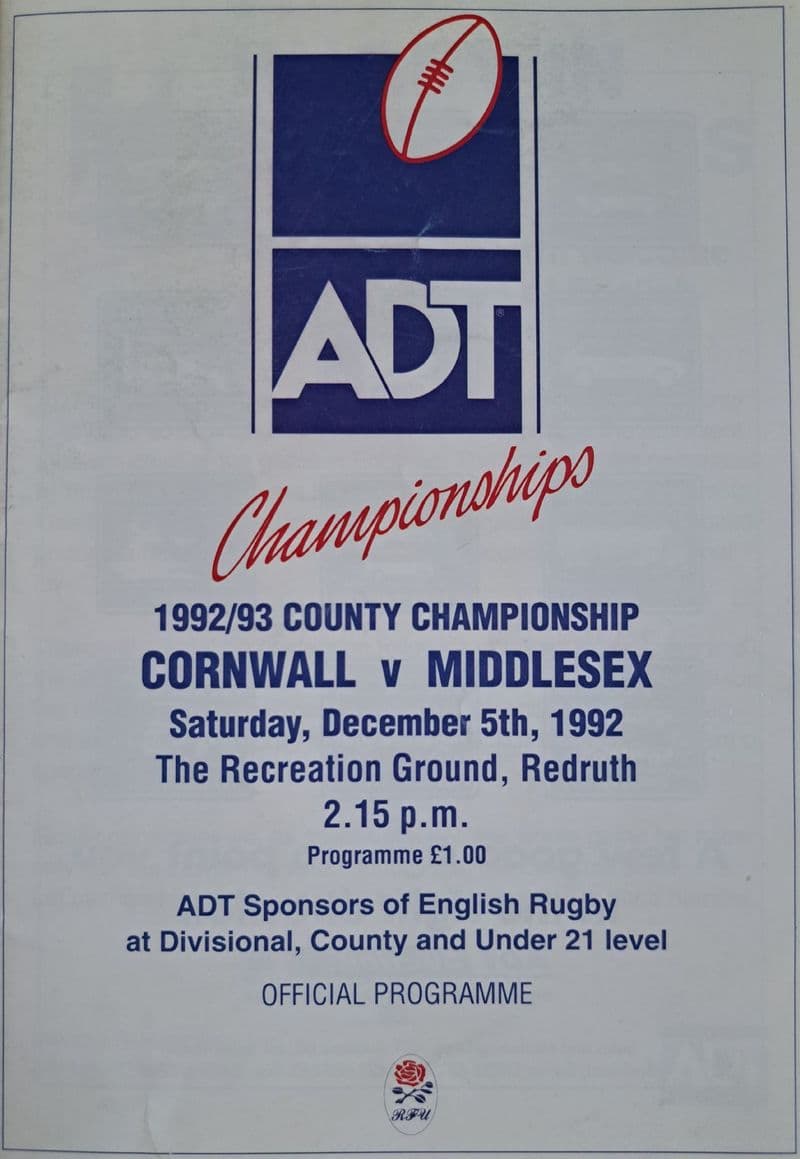 ADT
®
Championships
1992/93 COUNTY CHAMPIONSHIP
CORNWALL v MIDDLESEX
Saturday, December 5th, 1992
The Recreation Ground, Redruth
2.15 p.m.
Programme £1.00
ADT Sponsors of English Rugby
at Divisional, County and Under 21 level
OFFICIAL PROGRAMME
RFU